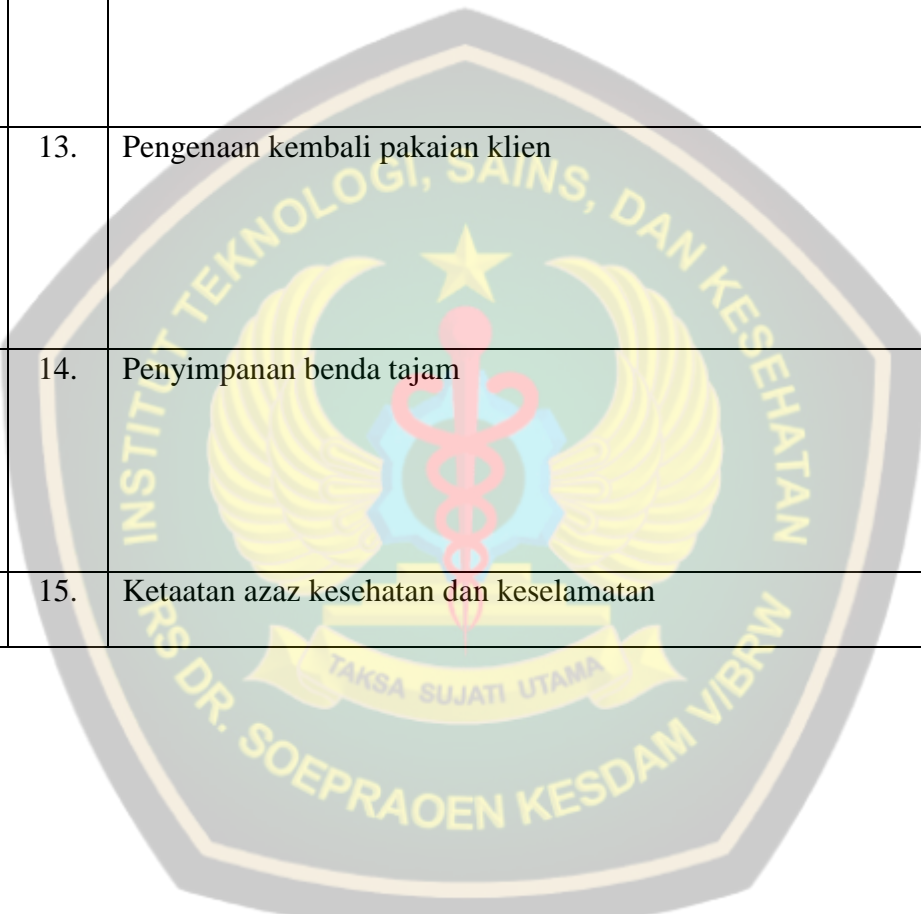 13. Pengenaan kembali pakaian klien
14. Penyimpanan benda tajam
15. Ketaatan azaz kesehatan dan keselamatan
INSTITUT TEKNOLOGI, SAINS, DAN KESEHATAN
TAKSA SUJATI UTAMA
RS DR. SOEPRAOEN KESDAM V/BRW